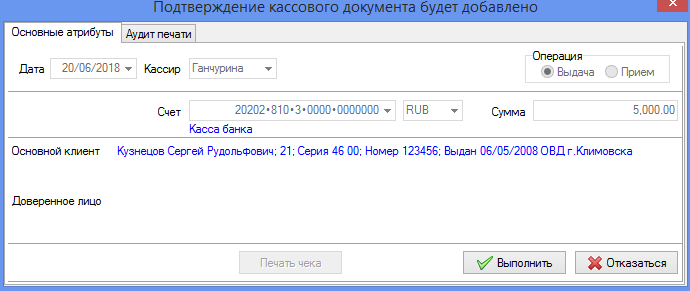 Подтверждение кассового документа будет добавлено
Основные атрибуты Аудит печати
Операция
Дата 20/06/2018 Кассир Ганчурина Выдача Прием
Счет 20202•810•3•0000•0000000 RUB Сумма 5,000.00
Касса банка
Основной клиент Кузнецов Сергей Рудольфович; 21; Серия 46 00; Номер 123456; Выдан 06/05/2008 ОВД г.Климовска
Доверенное лицо
Печать чека Выполнить Отказаться